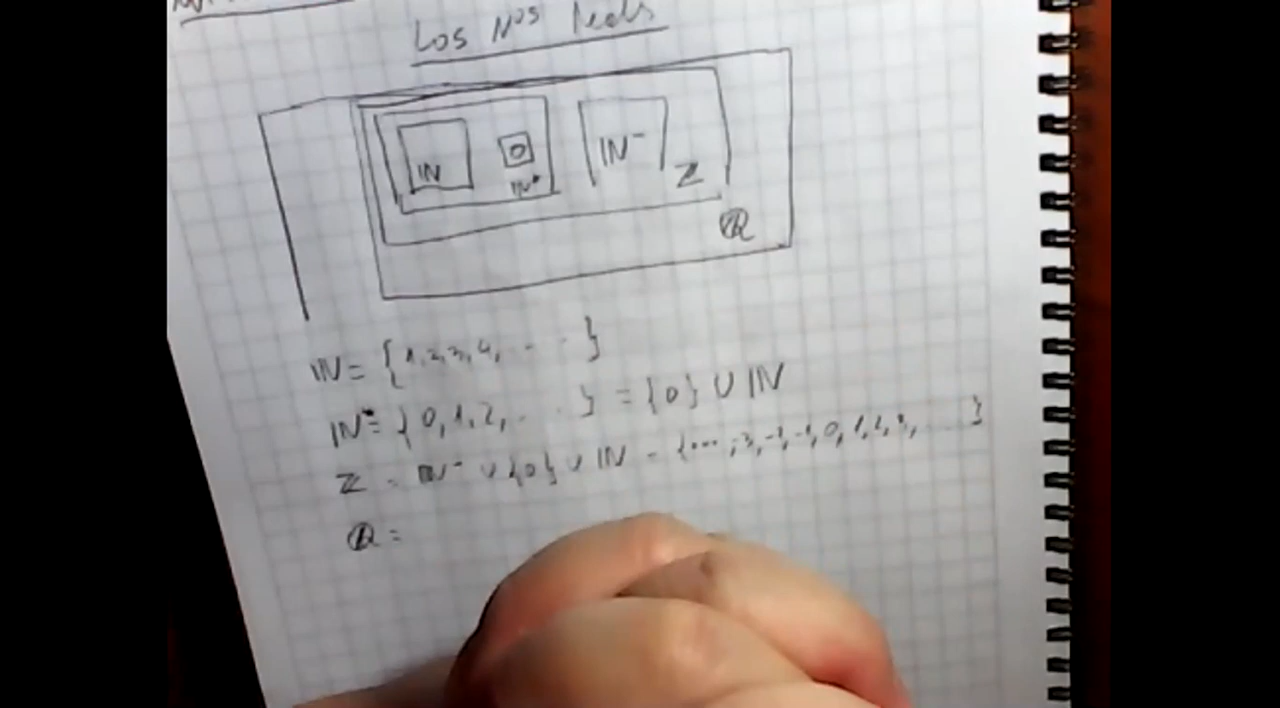 Los Nos Reals
IN 0 IN⁻
IN* Z
Q
IN = {1,2,3,4, . . . }
IN* = {0,1,2, . . . } = {0} ∪ IN
Z = IN⁻ ∪ {0} ∪ IN = {...,-3,-2,-1,0,1,2,3, ... }
Q =